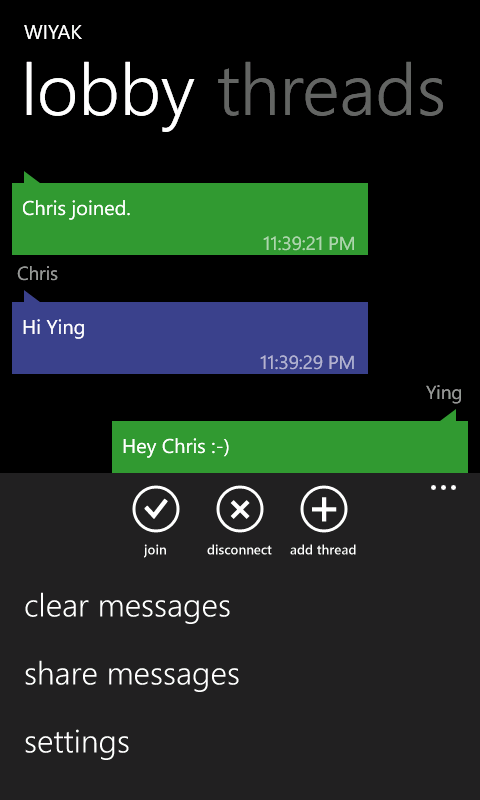 WIYAK
lobby threads
Chris joined.
11:39:21 PM
Chris
Hi Ying
11:39:29 PM
Ying
Hey Chris :-)
join disconnect add thread
clear messages
share messages
settings